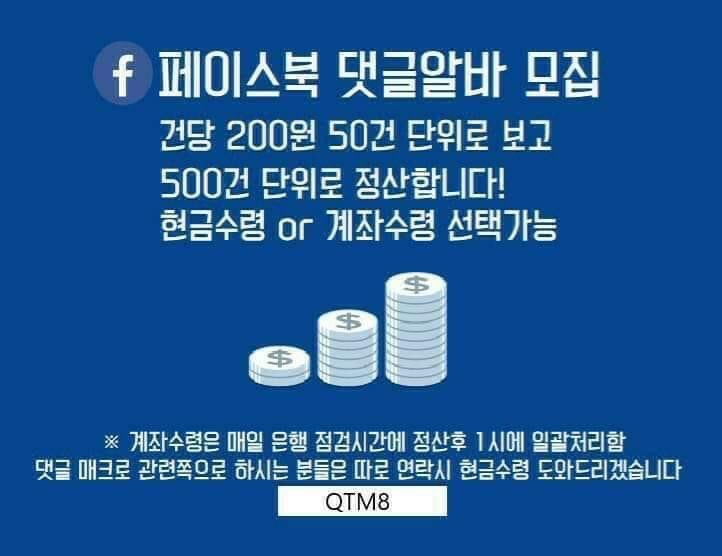 f 페이스북 댓글알바 모집
건당 200원 50건 단위로 보고
500건 단위로 정산합니다!
현금수령 or 계좌수령 선택가능
$ $ $
※ 계좌수령은 매일 은행 점검시간에 정산후 1시에 일괄처리함
댓글 매크로 관련쪽으로 하시는 분들은 따로 연락시 현금수령 도와드리겠습니다
QTM8